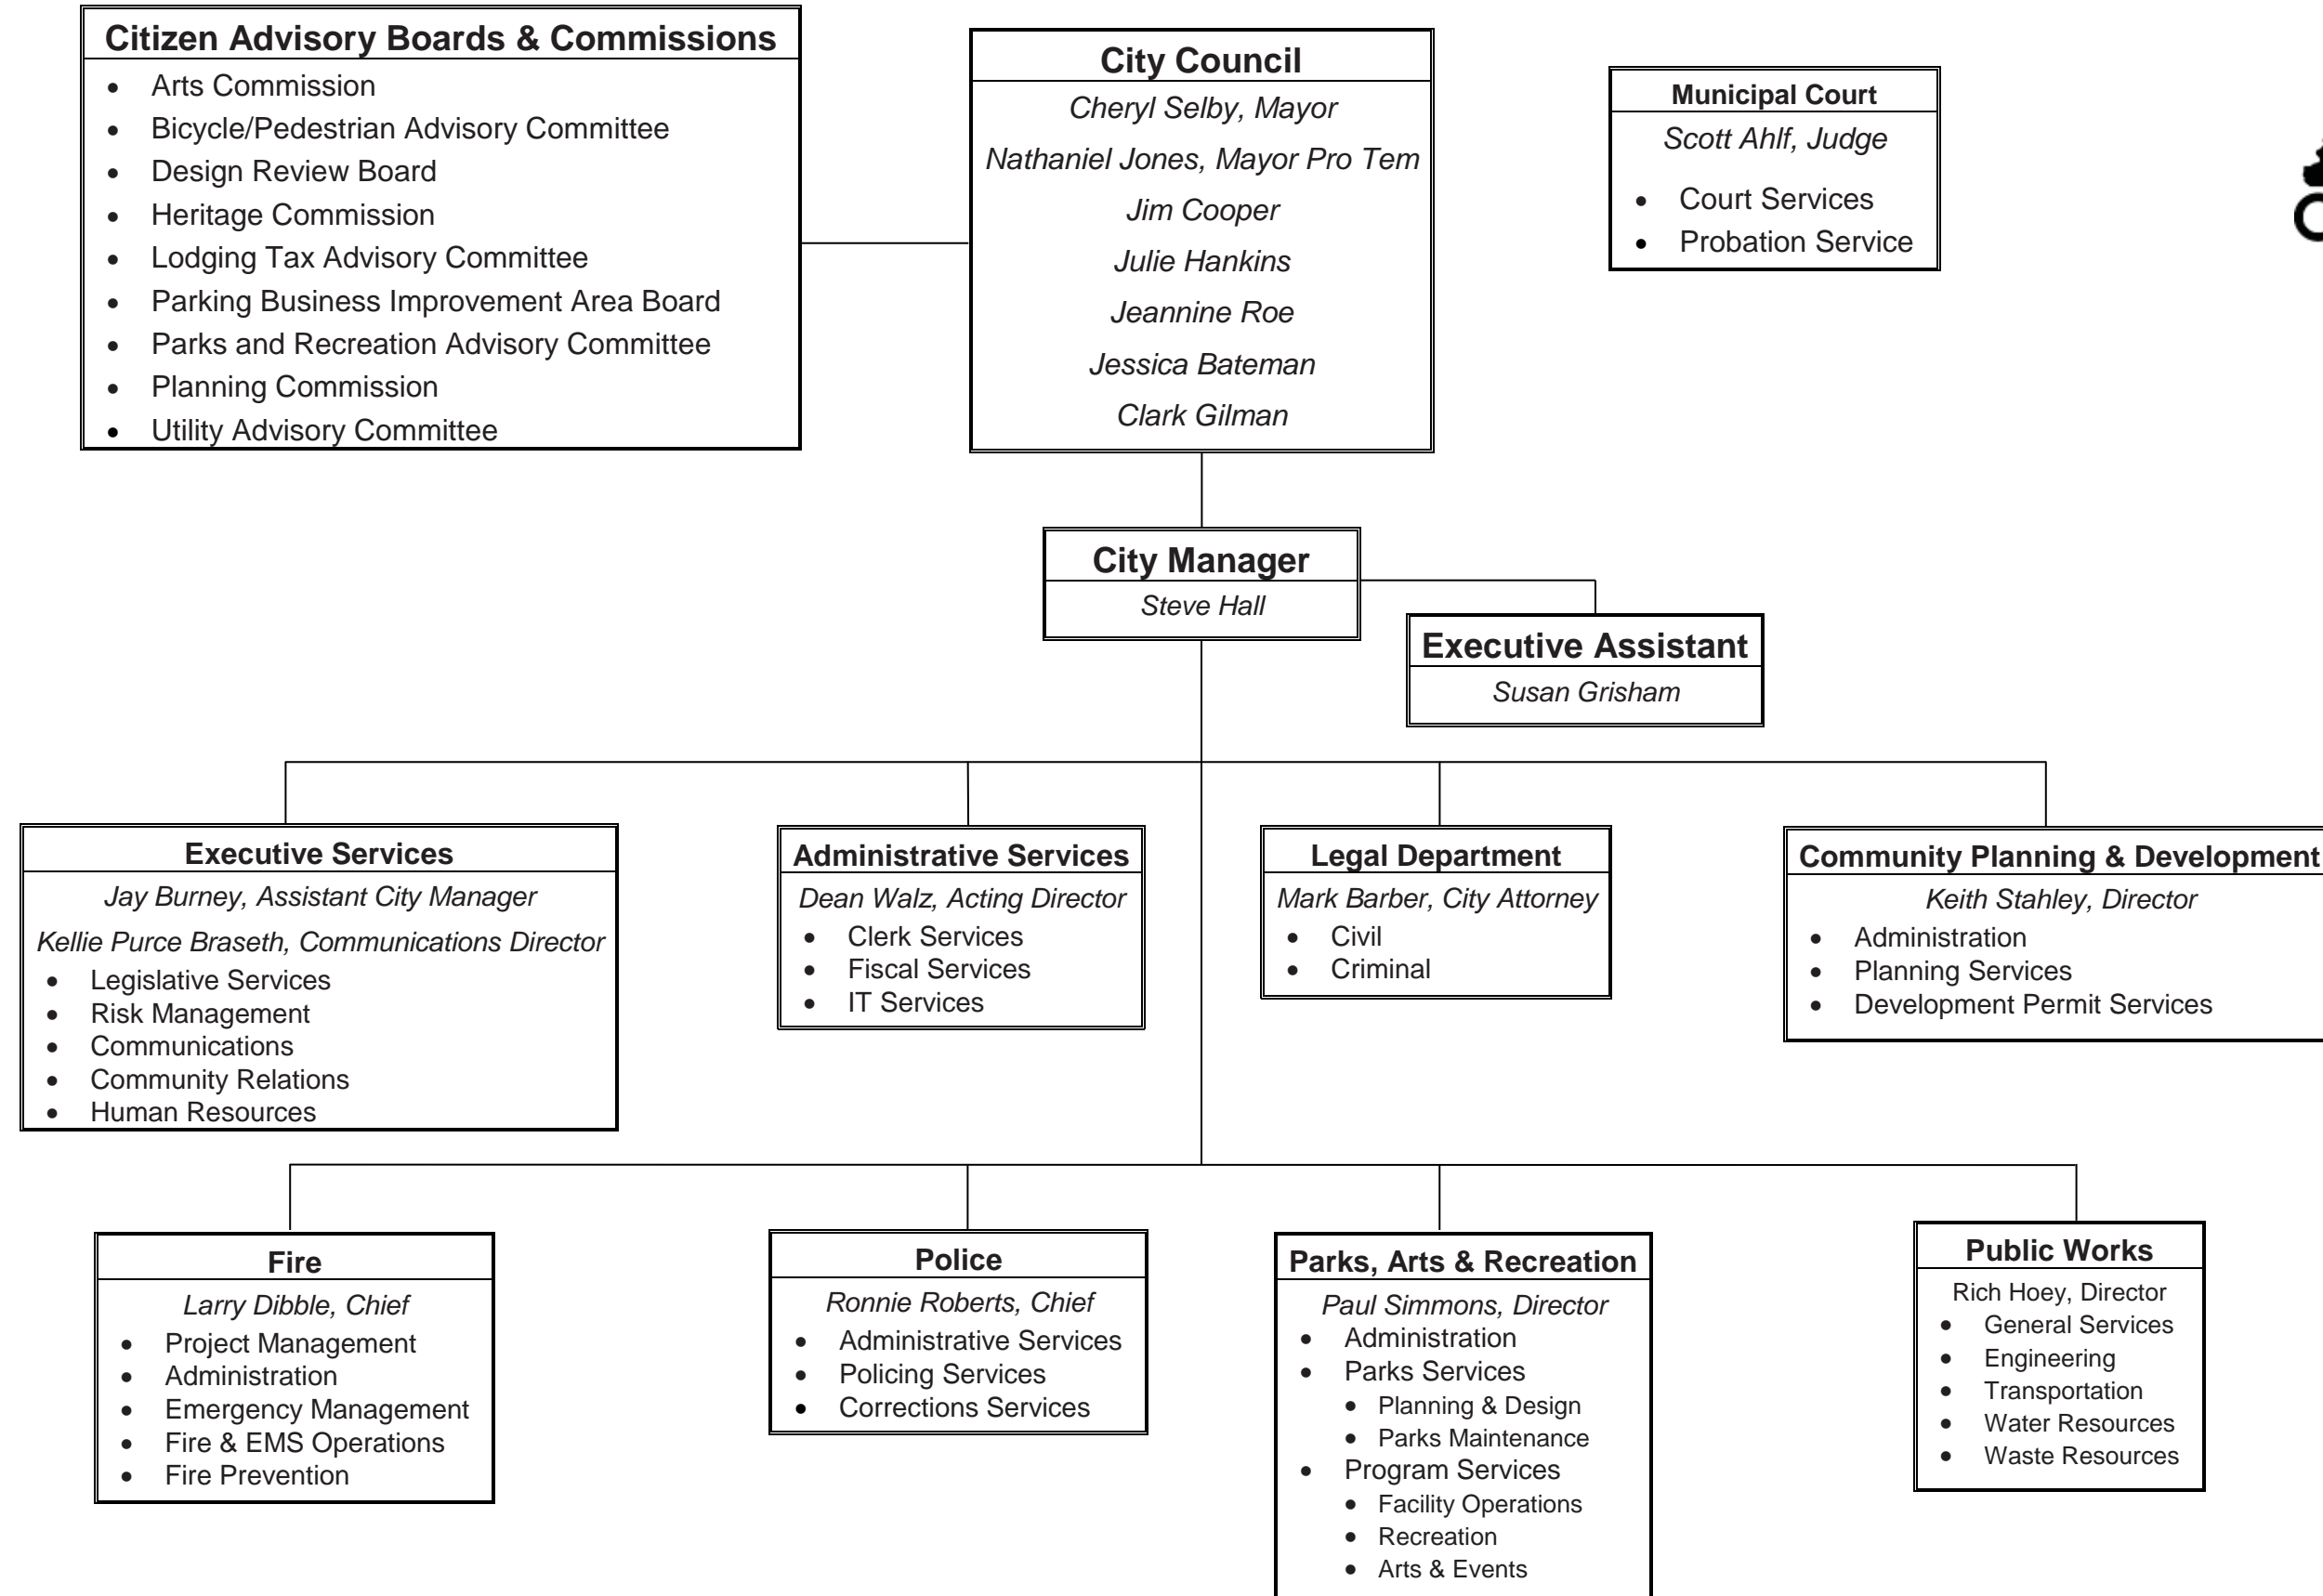 Citizen Advisory Boards & Commissions
• Arts Commission
• Bicycle/Pedestrian Advisory Committee
• Design Review Board
• Heritage Commission
• Lodging Tax Advisory Committee
• Parking Business Improvement Area Board
• Parks and Recreation Advisory Committee
• Planning Commission
• Utility Advisory Committee
City Council
Cheryl Selby, Mayor
Nathaniel Jones, Mayor Pro Tem
Jim Cooper
Julie Hankins
Jeannine Roe
Jessica Bateman
Clark Gilman
Municipal Court
Scott Ahlf, Judge
• Court Services
• Probation Service
City Manager
Steve Hall
Executive Assistant
Susan Grisham
Executive Services
Jay Burney, Assistant City Manager
Kellie Purce Braseth, Communications Director
• Legislative Services
• Risk Management
• Communications
• Community Relations
• Human Resources
Administrative Services
Dean Walz, Acting Director
• Clerk Services
• Fiscal Services
• IT Services
Legal Department
Mark Barber, City Attorney
• Civil
• Criminal
Community Planning & Development
Keith Stahley, Director
• Administration
• Planning Services
• Development Permit Services
Fire
Larry Dibble, Chief
• Project Management
• Administration
• Emergency Management
• Fire & EMS Operations
• Fire Prevention
Police
Ronnie Roberts, Chief
• Administrative Services
• Policing Services
• Corrections Services
Parks, Arts & Recreation
Paul Simmons, Director
• Administration
• Parks Services
• Planning & Design
• Parks Maintenance
• Program Services
• Facility Operations
• Recreation
• Arts & Events
Public Works
Rich Hoey, Director
• General Services
• Engineering
• Transportation
• Water Resources
• Waste Resources